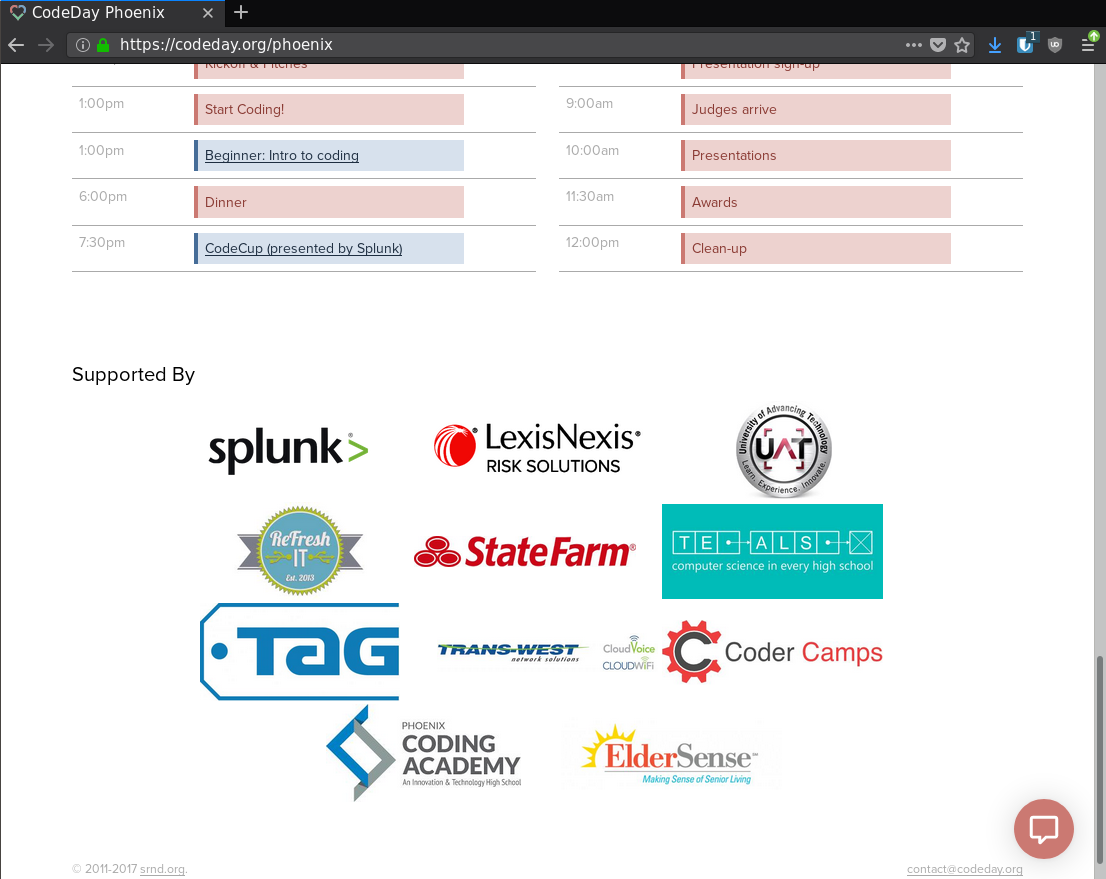 CodeDay Phoenix
https://codeday.org/phoenix
1
Kickoff & Pitches
1:00pm Start Coding!
1:00pm Beginner: Intro to coding
6:00pm Dinner
7:30pm CodeCup (presented by Splunk)
Presentation sign-up
9:00am Judges arrive
10:00am Presentations
11:30am Awards
12:00pm Clean-up
Supported By
splunk>®
LexisNexis®
RISK SOLUTIONS
University of Advancing Technology
UAT
Learn. Experience. Innovate.
ReFresh
IT
Est. 2013
State Farm®
TEALS
computer science in every high school
TAG
TRANS-WEST
network solutions
CloudVoice
CLOUDWiFi
C Coder Camps
PHOENIX
CODING
ACADEMY
An Innovation & Technology High School
ElderSense™
Making Sense of Senior Living
© 2011-2017 srnd.org.
contact@codeday.org